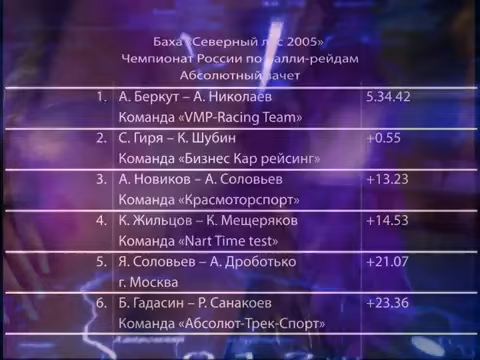 Баха «Северный лес 2005»
Чемпионат России по ралли-рейдам
Абсолютный зачет
1. А. Беркут – А. Николаев 5.34.42
Команда «VMP-Racing Team»
2. С. Гиря – К. Шубин +0.55
Команда «Бизнес Кар рейсинг»
3. А. Новиков – А. Соловьев +13.23
Команда «Красмоторспорт»
4. К. Жильцов – К. Мещеряков +14.53
Команда «Nart Time test»
5. Я. Соловьев – А. Дроботько +21.07
г. Москва
6. Б. Гадасин – Р. Санакоев +23.36
Команда «Абсолют-Трек-Спорт»